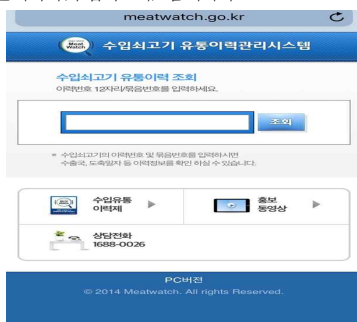 meatwatch.go.kr
Meat Watch 수입쇠고기 유통이력관리시스템
수입쇠고기 유통이력 조회
이력번호 12자리/묶음번호를 입력하세요.
조회
* 수입쇠고기의 이력번호 및 묶음번호를 입력하시면
수출국, 도축일자 등 이력정보를 확인 하실 수 있습니다.
수입유통
이력제
홍보
동영상
상담전화
1688-0026
PC버전
© 2014 Meatwatch. All rights Reserved.